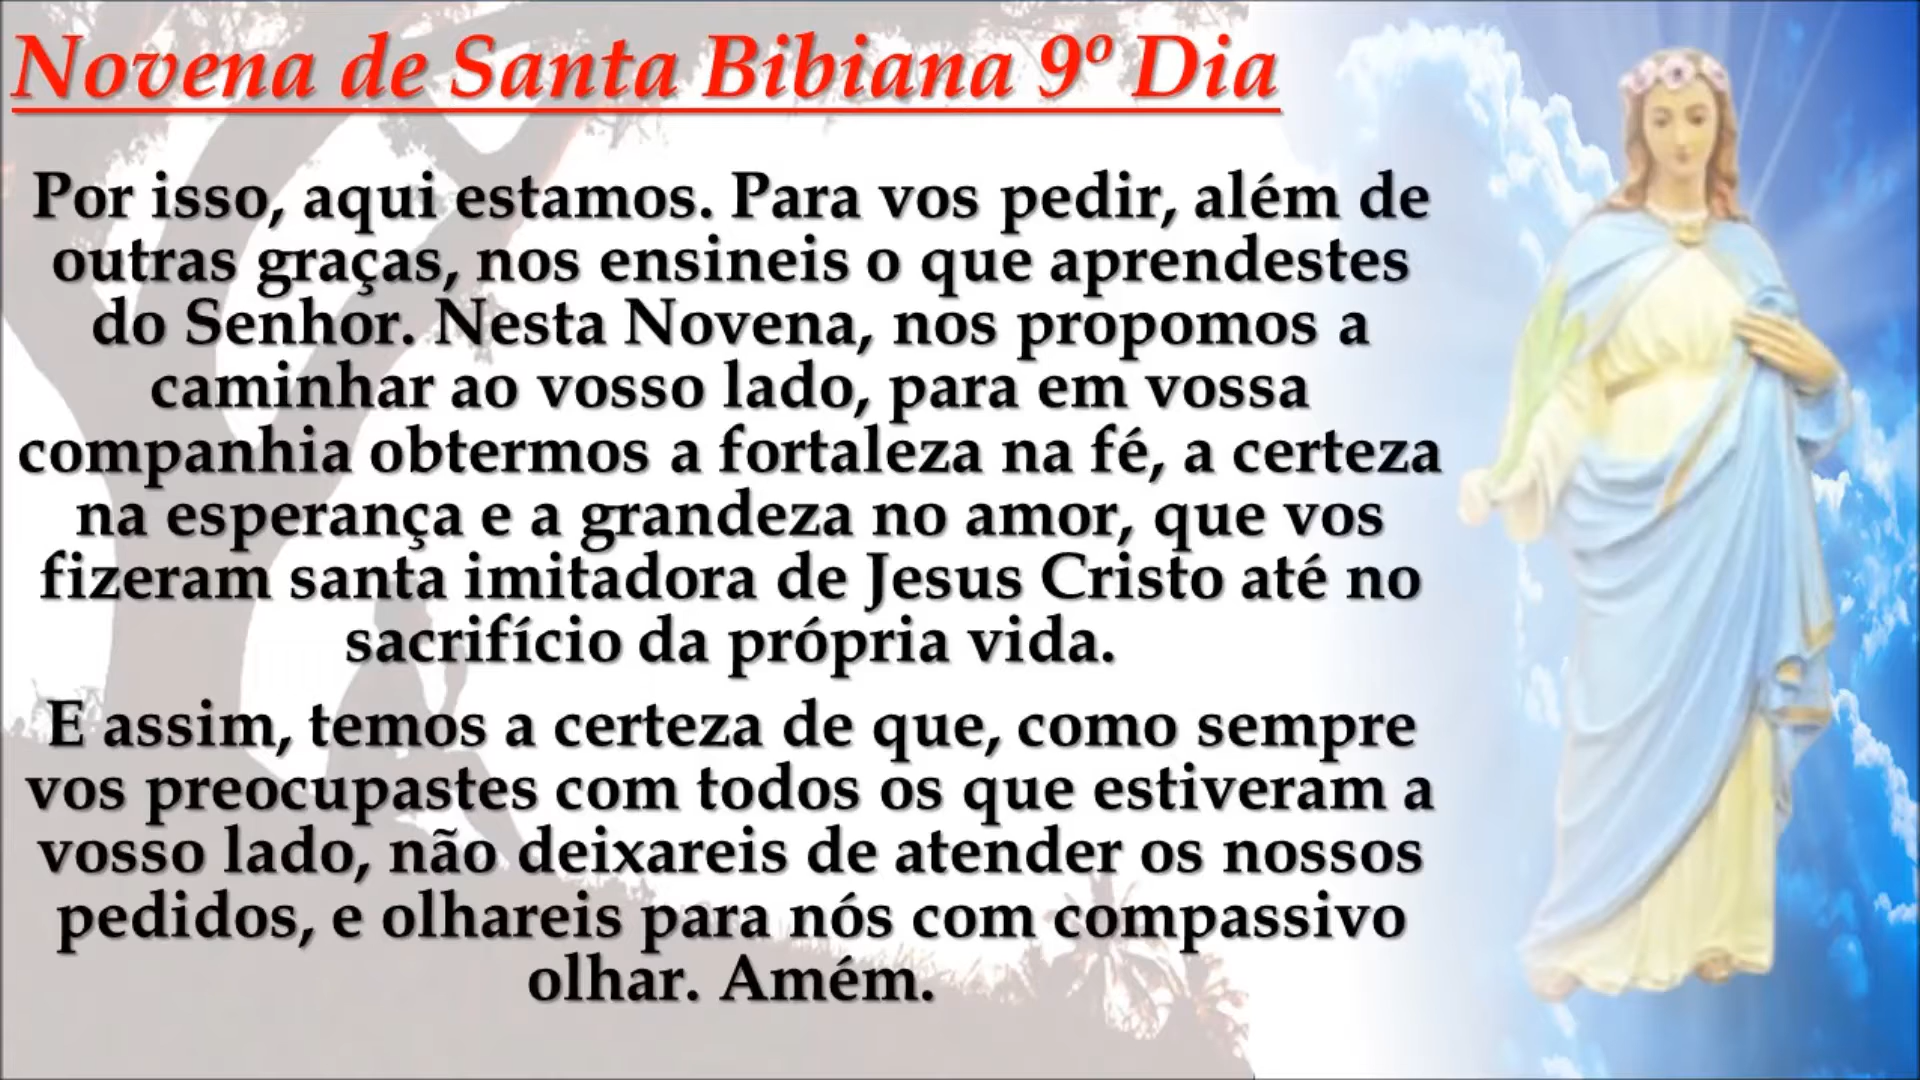 Novena de Santa Bibiana 9º Dia
Por isso, aqui estamos. Para vos pedir, além de
outras graças, nos ensineis o que aprendestes
do Senhor. Nesta Novena, nos propomos a
caminhar ao vosso lado, para em vossa
companhia obtermos a fortaleza na fé, a certeza
na esperança e a grandeza no amor, que vos
fizeram santa imitadora de Jesus Cristo até no
sacrifício da própria vida.
E assim, temos a certeza de que, como sempre
vos preocupastes com todos os que estiveram a
vosso lado, não deixareis de atender os nossos
pedidos, e olhareis para nós com compassivo
olhar. Amém.